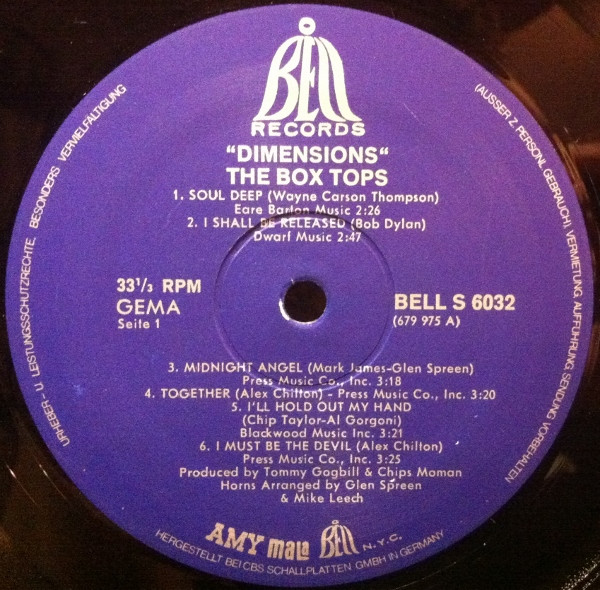 BELL
RECORDS
"DIMENSIONS"
THE BOX TOPS
1. SOUL DEEP (Wayne Carson Thompson)
Eare Barton Music 2:26
2. I SHALL BE RELEASED (Bob Dylan)
Dwarf Music 2:47
33 1/3 RPM
GEMA
Seite 1
BELL S 6032
(679 975 A)
3. MIDNIGHT ANGEL (Mark James-Glen Spreen)
Press Music Co., Inc. 3:18
4. TOGETHER (Alex Chilton) - Press Music Co., Inc. 3:20
5. I'LL HOLD OUT MY HAND
(Chip Taylor-Al Gorgoni)
Blackwood Music Inc. 3:21
6. I MUST BE THE DEVIL (Alex Chilton)
Press Music Co., Inc. 3:25
Produced by Tommy Gogbill & Chips Moman
Horns Arranged by Glen Spreen
& Mike Leech
AMY mala BELL N.Y.C.
URHEBER- U. LEISTUNGSSCHUTZRECHTE, BESONDERS VERVIELFÄLTIGUNG
(AUSSER Z. PERSÖNL. GEBRAUCH), VERMIETUNG, AUFFÜHRUNG, SENDUNG, VORBEHALTEN
HERGESTELLT BEI CBS SCHALLPLATTEN GMBH IN GERMANY